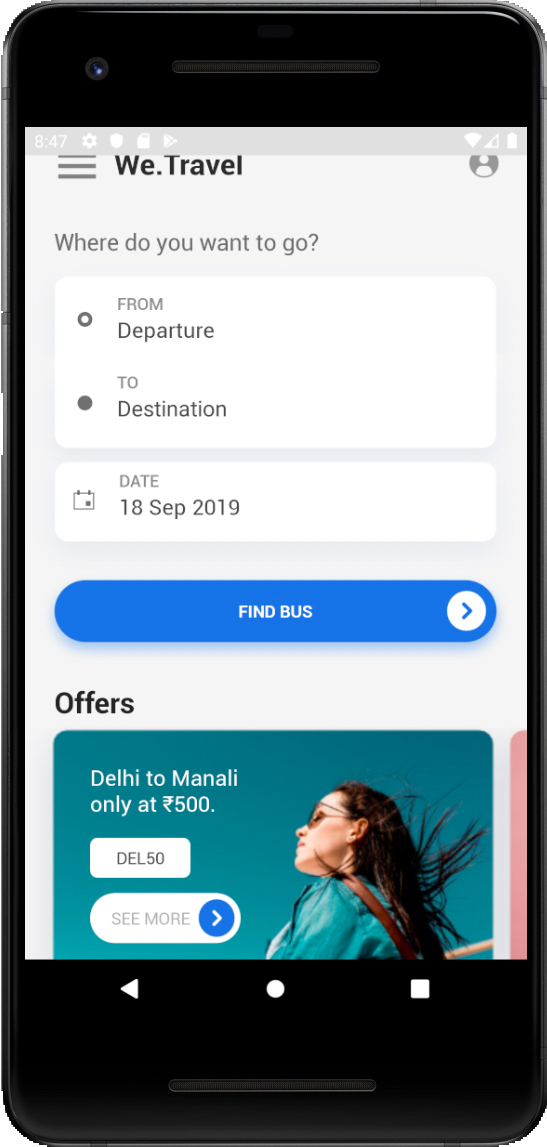 8:47
We.Travel
Where do you want to go?
FROM
Departure
TO
Destination
DATE
18 Sep 2019
FIND BUS
Offers
Delhi to Manali
only at ₹500.
DEL50
SEE MORE